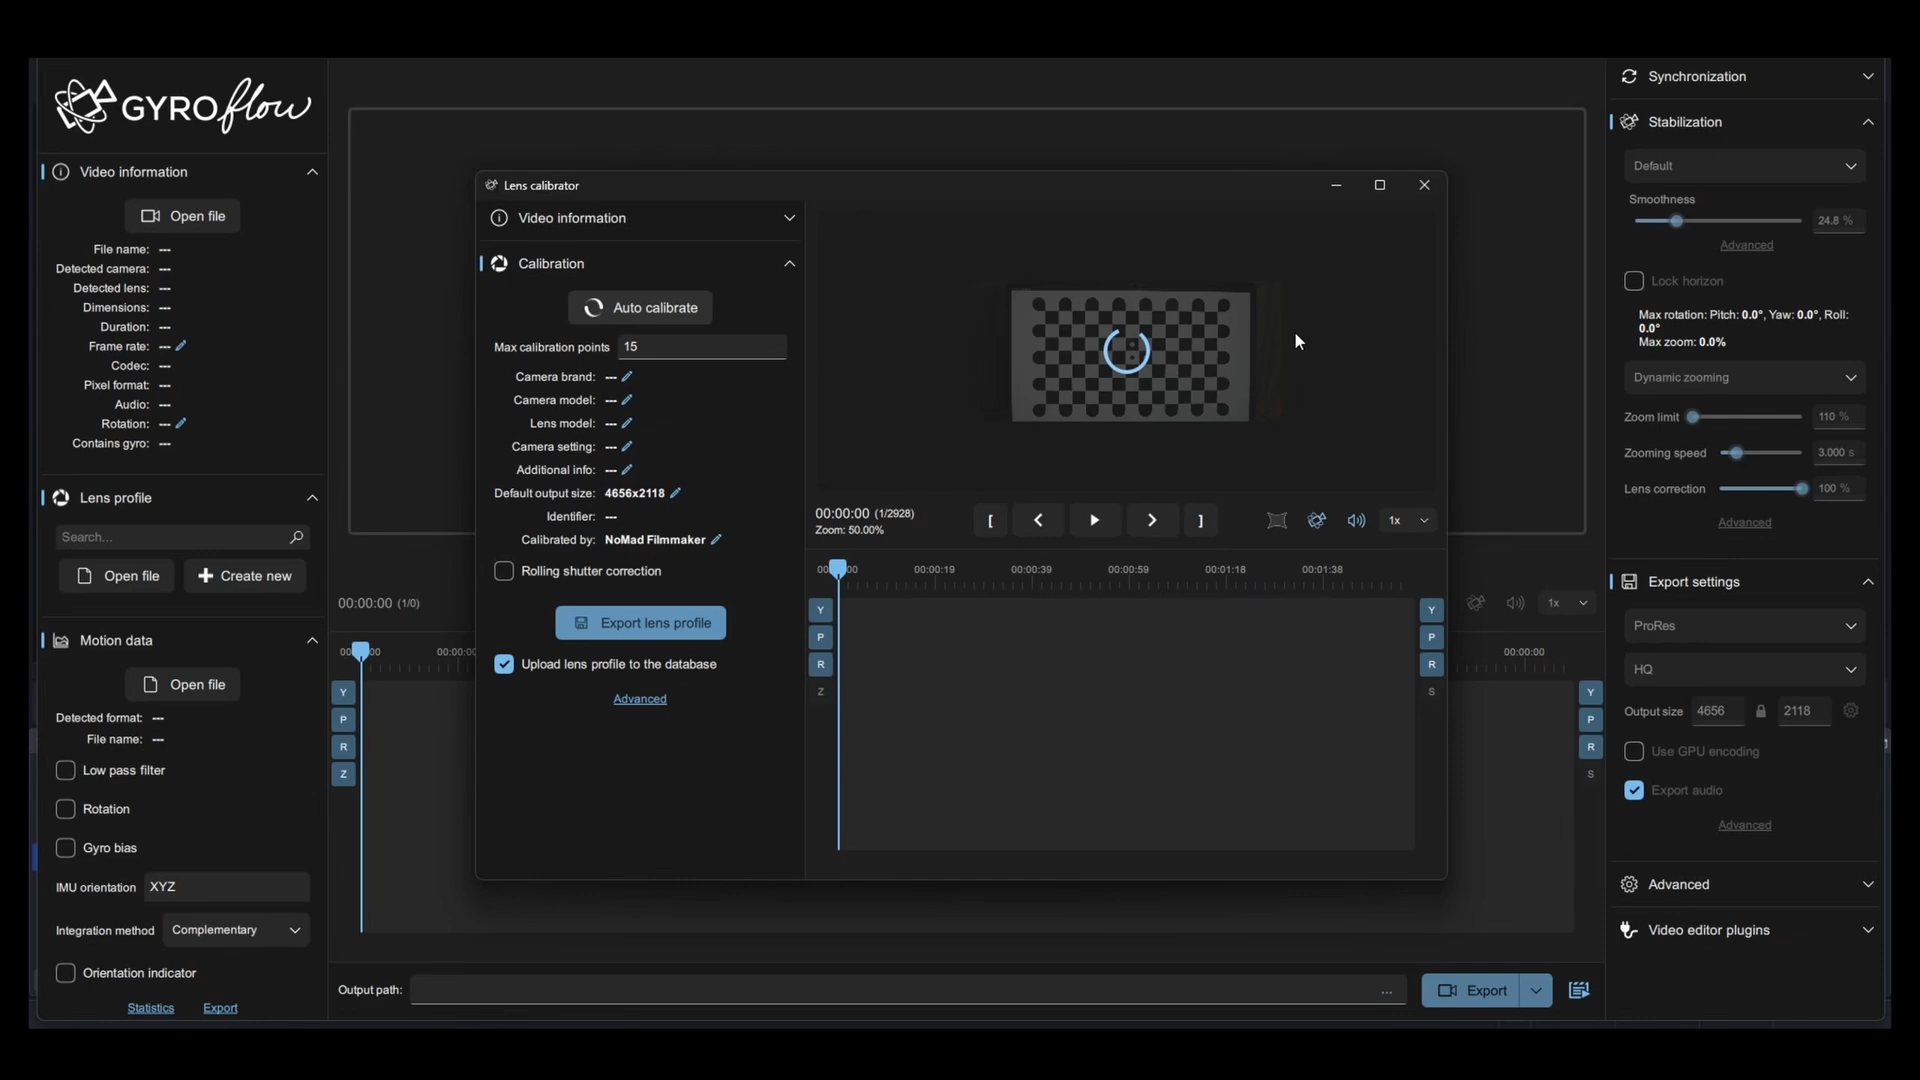 GYROflow
Video information
Open file
File name: ---
Detected camera: ---
Detected lens: ---
Dimensions: ---
Duration: ---
Frame rate: ---
Codec: ---
Pixel format: ---
Audio: ---
Rotation: ---
Contains gyro: ---
Lens profile
Search...
Open file
Create new
Motion data
Open file
Detected format: ---
File name: ---
Low pass filter
Rotation
Gyro bias
IMU orientation XYZ
Integration method Complementary
Orientation indicator
Statistics Export
Lens calibrator
Video information
Calibration
Auto calibrate
Max calibration points 15
Camera brand: ---
Camera model: ---
Lens model: ---
Camera setting: ---
Additional info: ---
Default output size: 4656x2118
Identifier: ---
Calibrated by: NoMad Filmmaker
Rolling shutter correction
Export lens profile
Upload lens profile to the database
Advanced
00:00:00 (1/2928)
Zoom: 50.00%
[ ] 1x
00:00:19 00:00:39 00:00:59 00:01:18 00:01:38
Y Y
P P
R R
Z S
00:00:00 (1/0)
1x
00:00:00
Y Y
P P
R R
Z S
Output path: ...
Export
Synchronization
Stabilization
Default
Smoothness
24.8 %
Advanced
Lock horizon
Max rotation: Pitch: 0.0°, Yaw: 0.0°, Roll:
0.0°
Max zoom: 0.0%
Dynamic zooming
Zoom limit 110 %
Zooming speed 3.000 s
Lens correction 100 %
Advanced
Export settings
ProRes
HQ
Output size 4656 2118
Use GPU encoding
Export audio
Advanced
Advanced
Video editor plugins